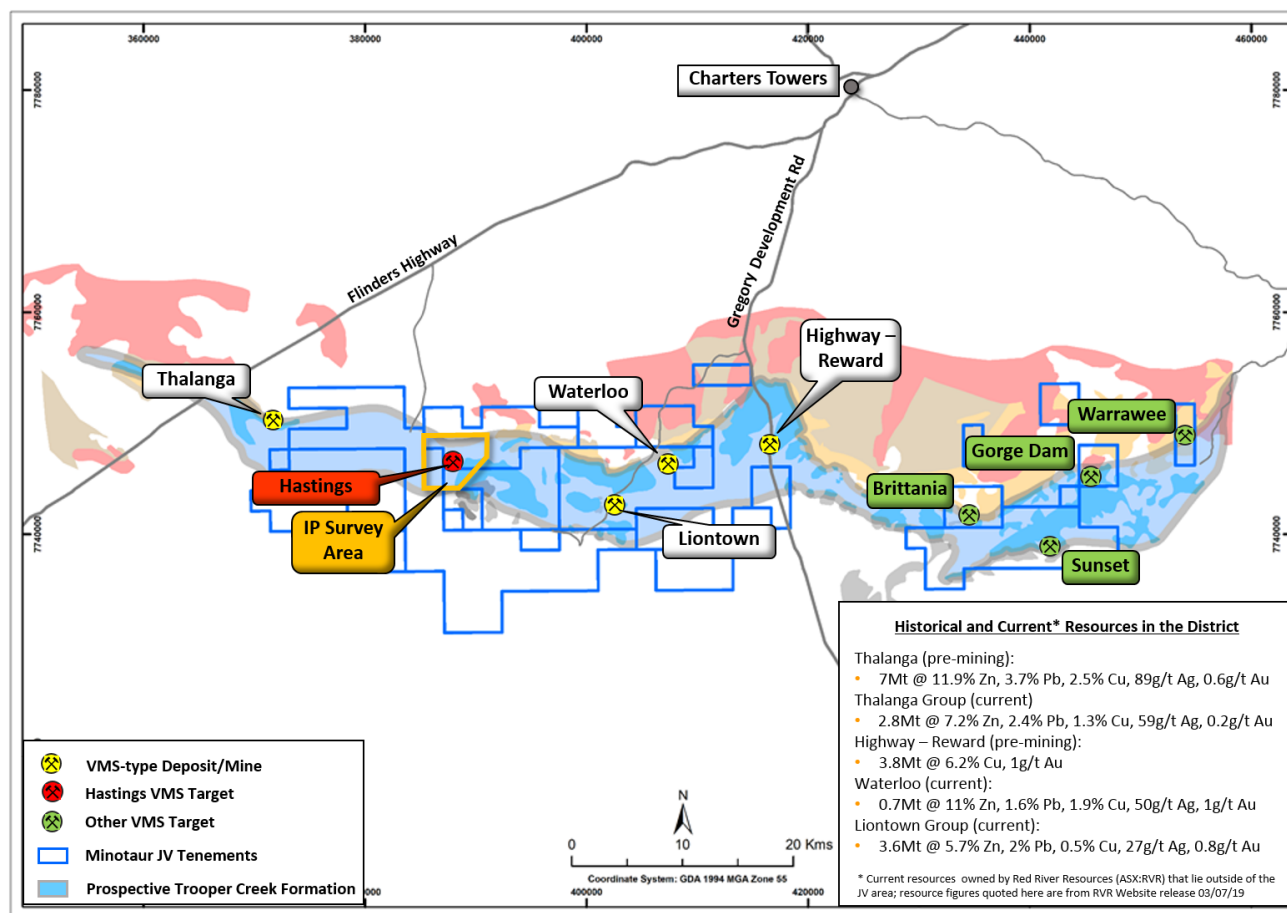 360000
380000
400000
420000
440000
460000
7780000
7780000
Charters Towers
Gregory Development Rd
Flinders Highway
7760000
7760000
Highway –
Reward
Thalanga
Waterloo
Warrawee
Gorge Dam
Hastings
Brittania
IP Survey
Area
Liontown
7740000
7740000
Sunset
Historical and Current* Resources in the District
Thalanga (pre-mining):
• 7Mt @ 11.9% Zn, 3.7% Pb, 2.5% Cu, 89g/t Ag, 0.6g/t Au
Thalanga Group (current)
• 2.8Mt @ 7.2% Zn, 2.4% Pb, 1.3% Cu, 59g/t Ag, 0.2g/t Au
Highway – Reward (pre-mining):
• 3.8Mt @ 6.2% Cu, 1g/t Au
Waterloo (current):
• 0.7Mt @ 11% Zn, 1.6% Pb, 1.9% Cu, 50g/t Ag, 1g/t Au
Liontown Group (current):
• 3.6Mt @ 5.7% Zn, 2% Pb, 0.5% Cu, 27g/t Ag, 0.8g/t Au
* Current resources owned by Red River Resources (ASX:RVR) that lie outside of the
JV area; resource figures quoted here are from RVR Website release 03/07/19
VMS-type Deposit/Mine
Hastings VMS Target
Other VMS Target
Minotaur JV Tenements
Prospective Trooper Creek Formation
N
0 10 20 Kms
Coordinate System: GDA 1994 MGA Zone 55
400000
420000